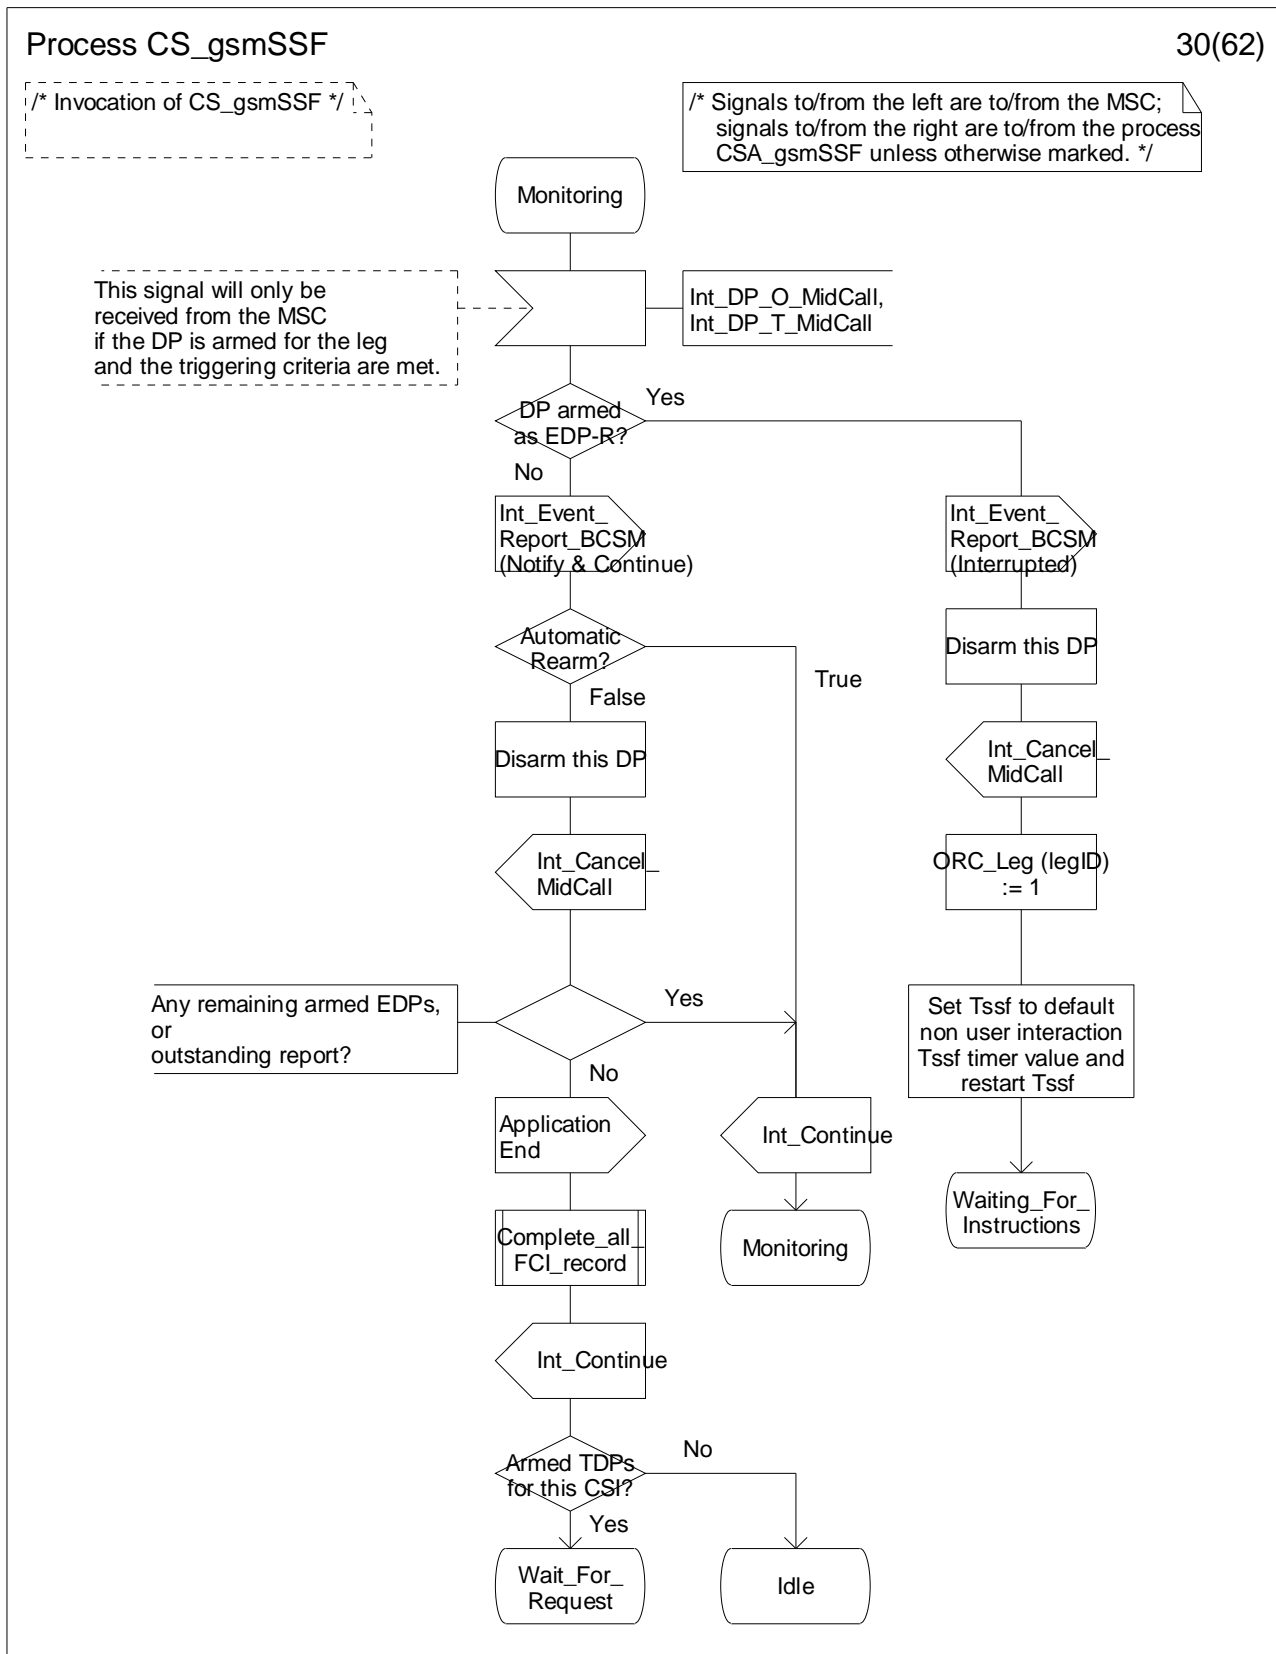 Process CS_gsmSSF
30(62)
/* Invocation of CS_gsmSSF */
/* Signals to/from the left are to/from the MSC;
signals to/from the right are to/from the process
CSA_gsmSSF unless otherwise marked. */
Monitoring
This signal will only be
received from the MSC
if the DP is armed for the leg
and the triggering criteria are met.
Int_DP_O_MidCall,
Int_DP_T_MidCall
DP armed
as EDP-R?
Yes
No
Int_Event_
Report_BCSM
(Notify & Continue)
Int_Event_
Report_BCSM
(Interrupted)
Automatic
Rearm?
True
False
Disarm this DP
Disarm this DP
Int_Cancel_
MidCall
Int_Cancel_
MidCall
ORC_Leg (legID)
:= 1
Any remaining armed EDPs,
or
outstanding report?
Yes
No
Set Tssf to default
non user interaction
Tssf timer value and
restart Tssf
Application
End
Int_Continue
Waiting_For_
Instructions
Complete_all_
FCI_record
Monitoring
Int_Continue
Armed TDPs
for this CSI?
No
Yes
Wait_For_
Request
Idle